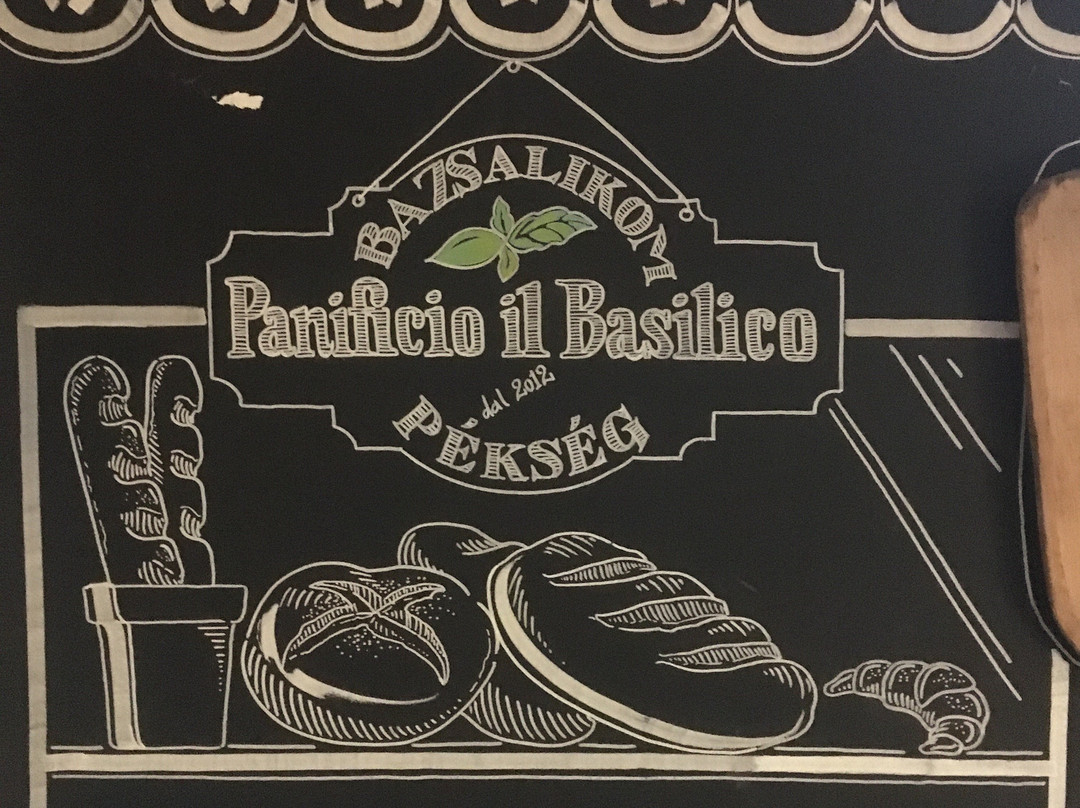 BAZSALIKOM
Panificio il Basilico
dal 2012
PÉKSÉG